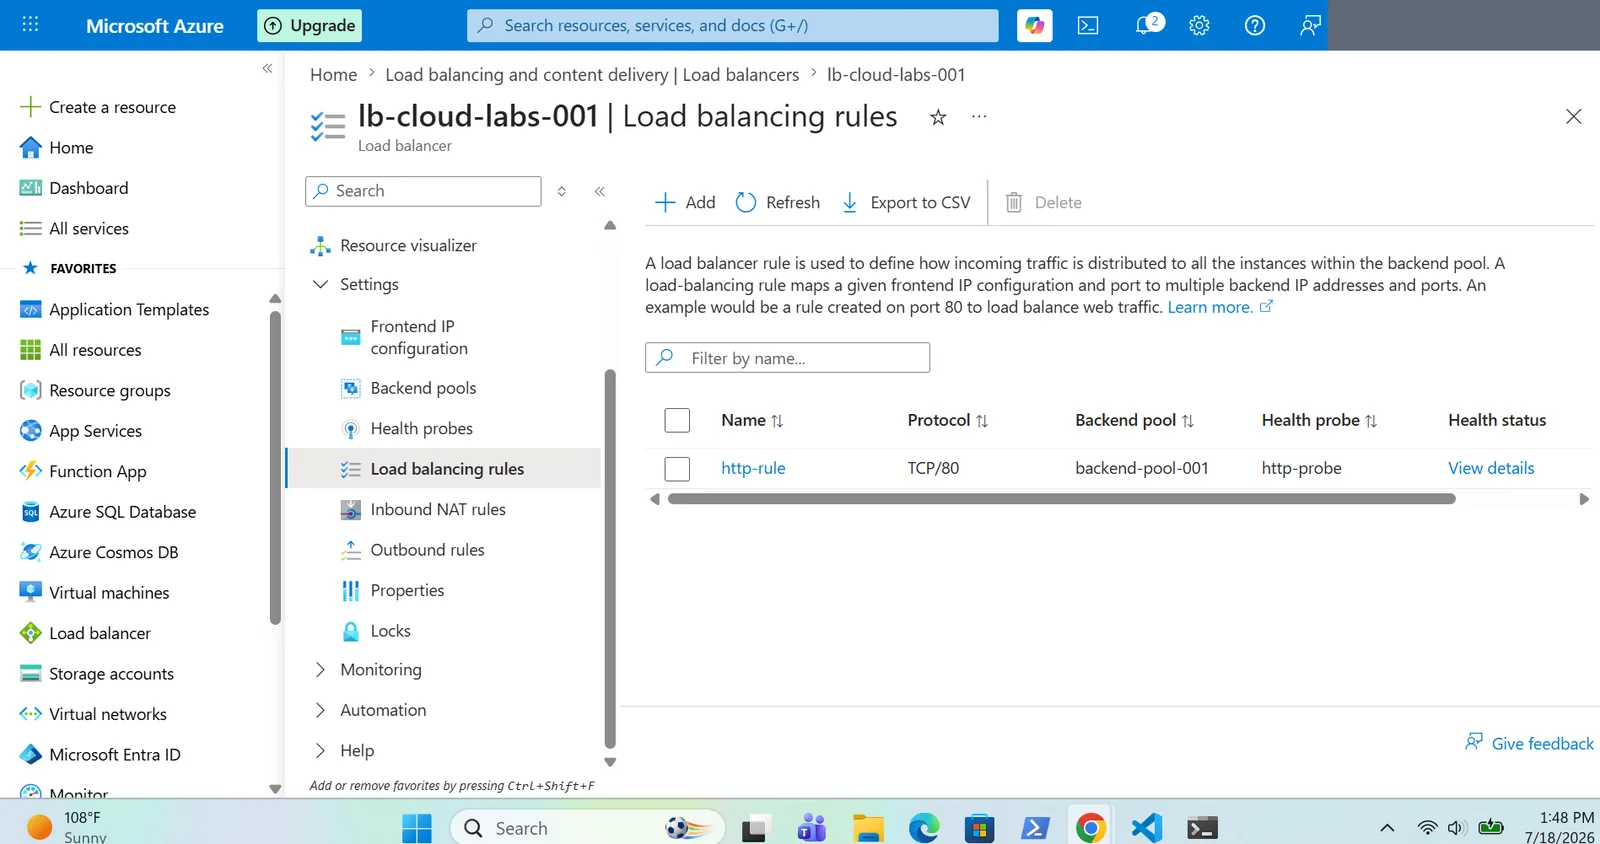 Microsoft Azure
Upgrade
Search resources, services, and docs (G+/)
2
Create a resource
Home
Dashboard
All services
FAVORITES
Application Templates
All resources
Resource groups
App Services
Function App
SQL
Azure SQL Database
Azure Cosmos DB
Virtual machines
Load balancer
Storage accounts
Virtual networks
Microsoft Entra ID
Monitor
Home > Load balancing and content delivery | Load balancers > lb-cloud-labs-001
lb-cloud-labs-001 | Load balancing rules
Load balancer
Search
Resource visualizer
Settings
Frontend IP
configuration
Backend pools
Health probes
Load balancing rules
Inbound NAT rules
Outbound rules
Properties
Locks
Monitoring
Automation
Help
Add or remove favorites by pressing Ctrl+Shift+F
Add Refresh Export to CSV Delete
A load balancer rule is used to define how incoming traffic is distributed to all the instances within the backend pool. A
load-balancing rule maps a given frontend IP configuration and port to multiple backend IP addresses and ports. An
example would be a rule created on port 80 to load balance web traffic. Learn more.
Filter by name...
Name Protocol Backend pool Health probe Health status
http-rule TCP/80 backend-pool-001 http-probe View details
Give feedback
108°F
Sunny
Search
1:48 PM
7/18/2026